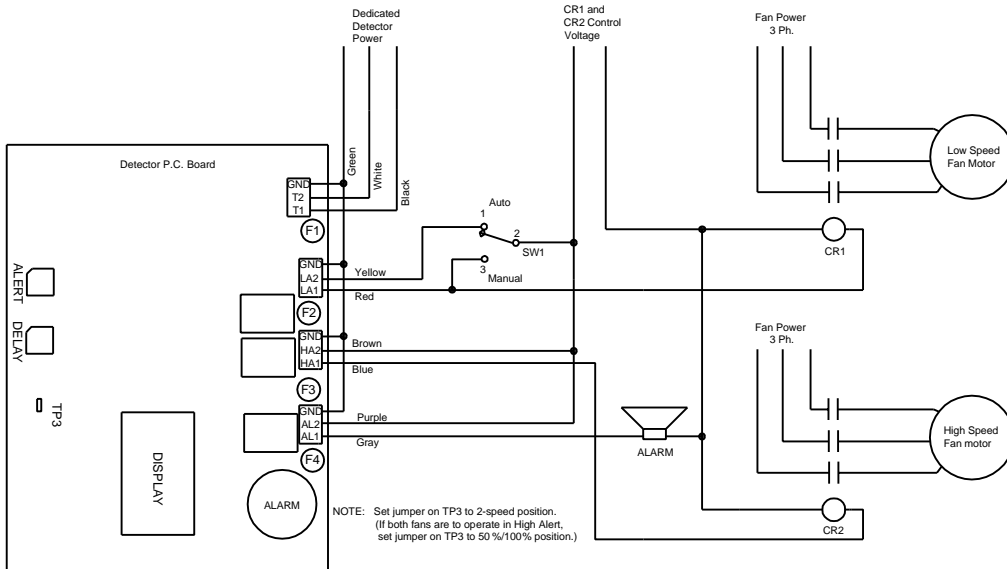 Dedicated
Detector
Power
CR1 and
CR2 Control
Voltage
Fan Power
3 Ph.
Detector P.C. Board
Green
White
Black
GND
T2
T1
F1
Low Speed
Fan Motor
Auto
1
2
SW1
3
Manual
CR1
ALERT
GND
LA2
LA1
Yellow
Red
F2
DELAY
GND
HA2
HA1
Brown
Blue
F3
Fan Power
3 Ph.
TP3
GND
AL2
AL1
Purple
Gray
F4
ALARM
High Speed
Fan motor
DISPLAY
ALARM
NOTE: Set jumper on TP3 to 2-speed position.
(If both fans are to operate in High Alert,
set jumper on TP3 to 50 %/100% position.)
CR2